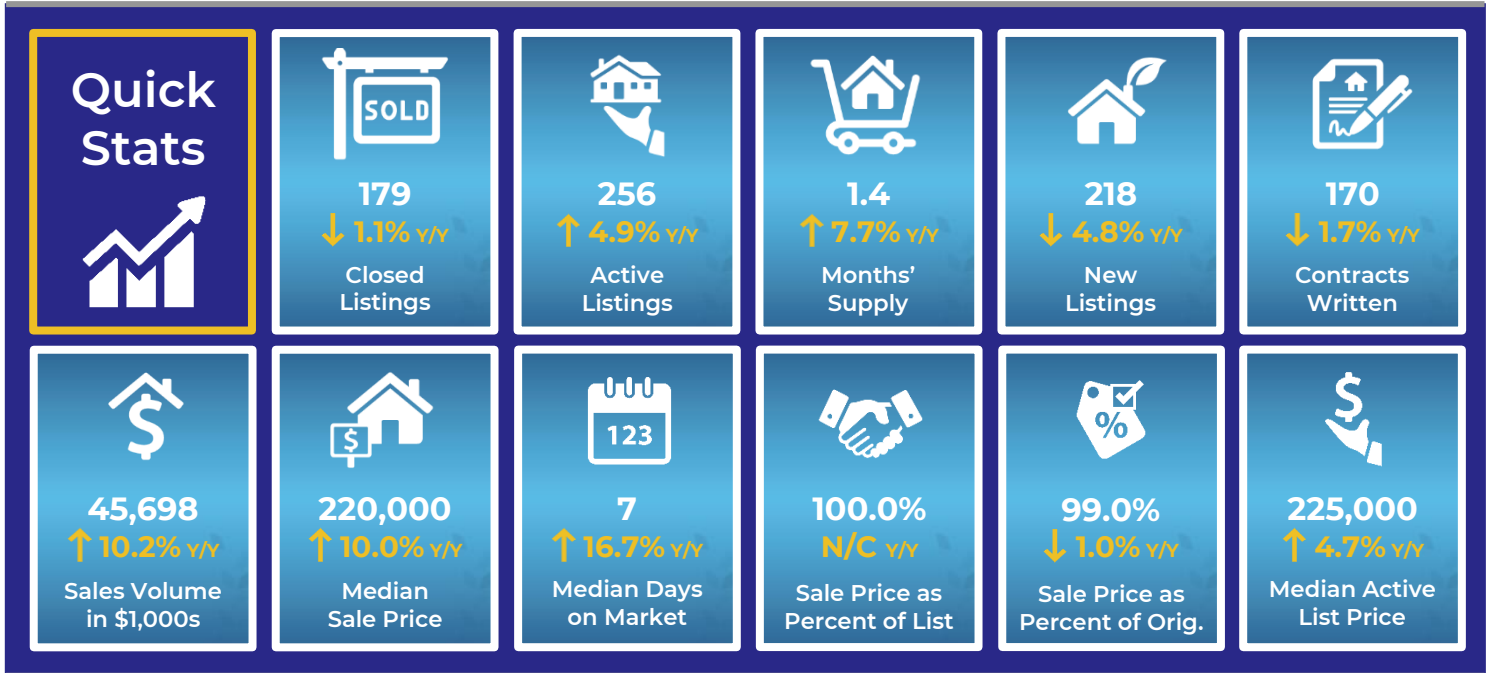 Quick
Stats
SOLD
179
↓ 1.1% Y/Y
Closed
Listings
256
↑ 4.9% Y/Y
Active
Listings
1.4
↑ 7.7% Y/Y
Months’
Supply
218
↓ 4.8% Y/Y
New
Listings
170
↓ 1.7% Y/Y
Contracts
Written
$
45,698
↑ 10.2% Y/Y
Sales Volume
in $1,000s
$
220,000
↑ 10.0% Y/Y
Median
Sale Price
123
7
↑ 16.7% Y/Y
Median Days
on Market
100.0%
N/C Y/Y
Sale Price as
Percent of List
%
99.0%
↓ 1.0% Y/Y
Sale Price as
Percent of Orig.
$
225,000
↑ 4.7% Y/Y
Median Active
List Price